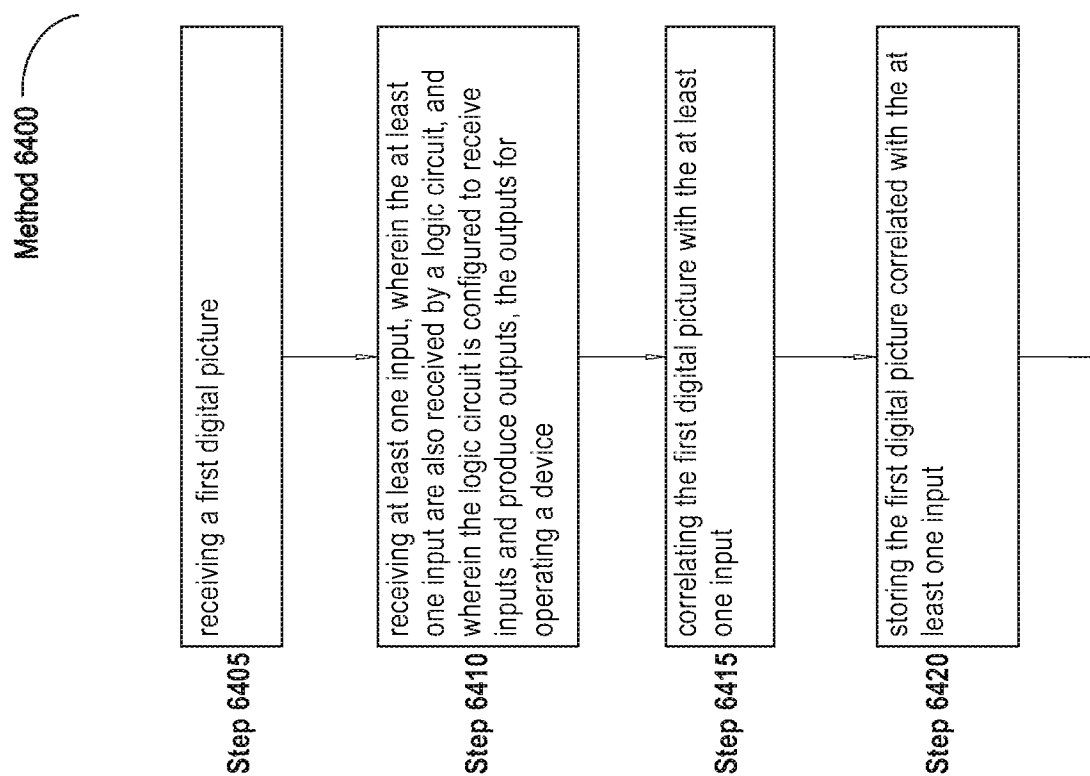 Method 6400
Step 6405
receiving a first digital picture
Step 6410
receiving at least one input, wherein the at least
one input are also received by a logic circuit, and
wherein the logic circuit is configured to receive
inputs and produce outputs, the outputs for
operating a device
Step 6415
correlating the first digital picture with the at least
one input
Step 6420
storing the first digital picture correlated with the at
least one input